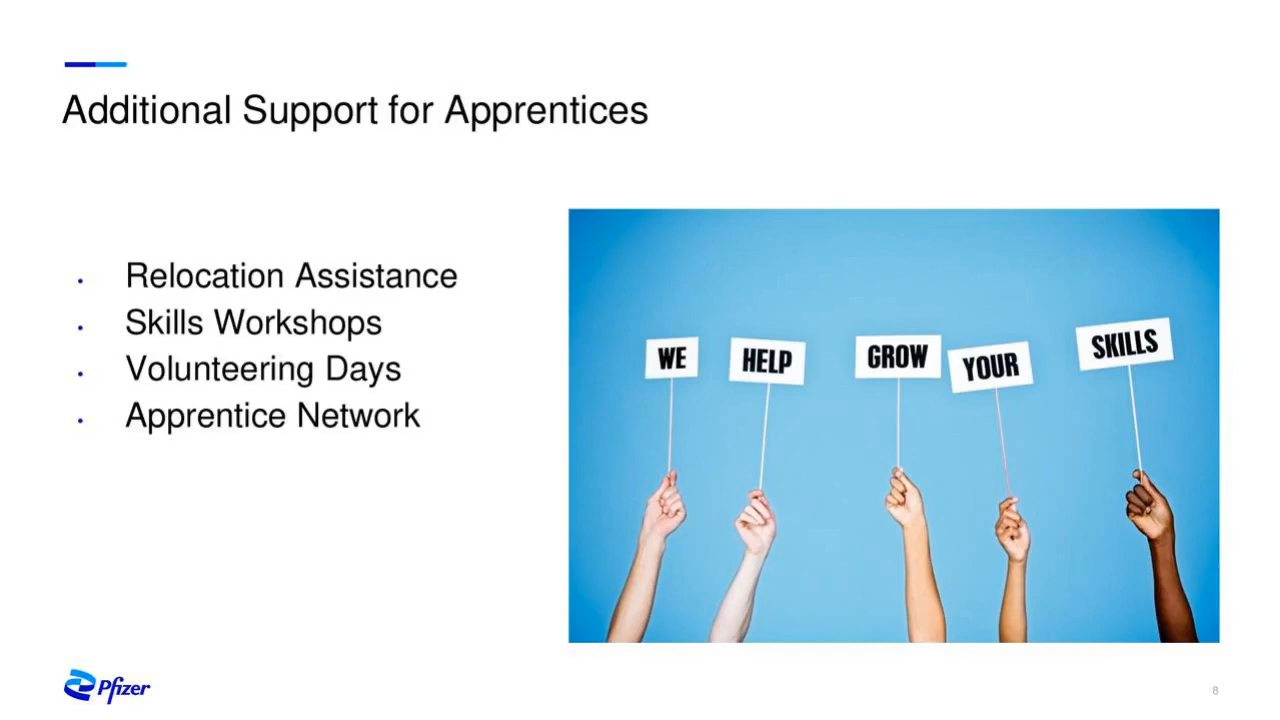 Additional Support for Apprentices
• Relocation Assistance
• Skills Workshops
• Volunteering Days
• Apprentice Network
WE HELP GROW YOUR SKILLS
Pfizer
8